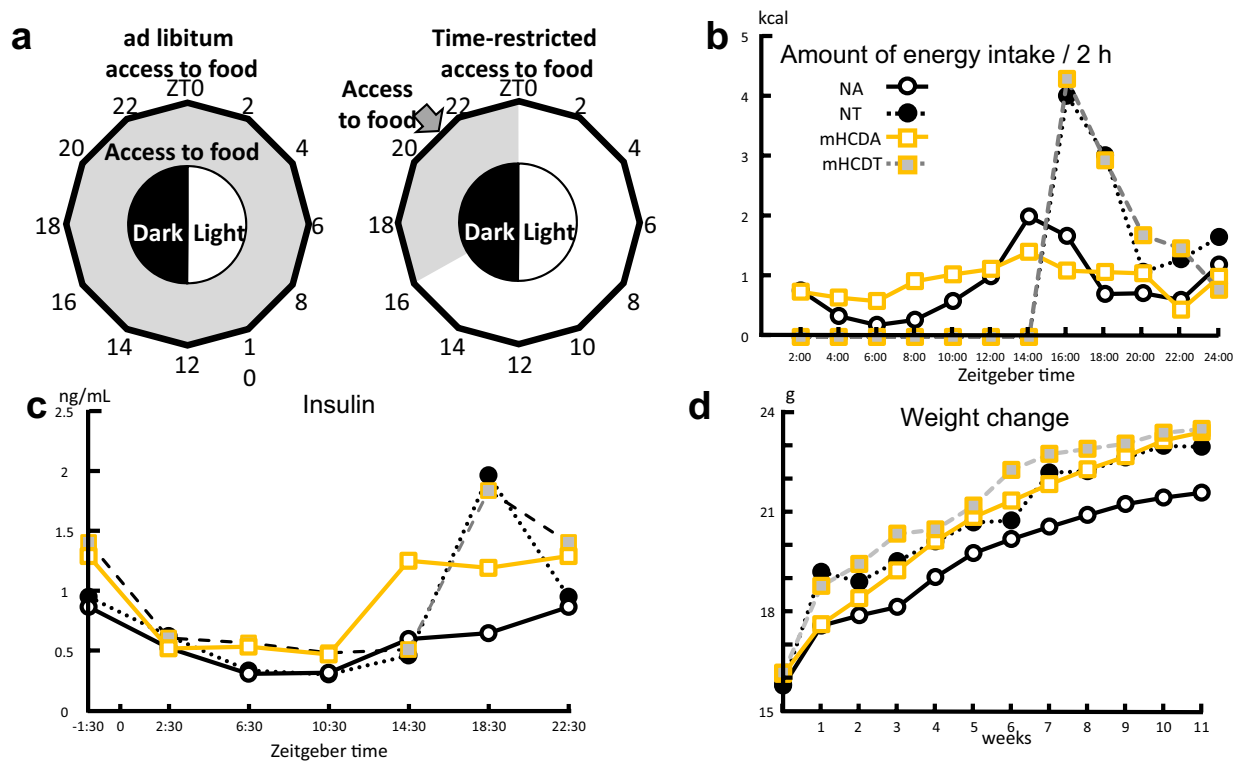 a
ad libitum
access to food
ZT0
2
4
6
8
1
0
12
14
16
18
20
22
Access to food
Dark
Light
Time-restricted
access to food
Access
to food
ZT0
2
4
6
8
10
12
14
16
18
20
22
Dark
Light
b
kcal
Amount of energy intake / 2 h
NA
NT
mHCDA
mHCDT
5
4
3
2
1
0
2:00 4:00 6:00 8:00 10:00 12:00 14:00 16:00 18:00 20:00 22:00 24:00
Zeitgeber time
c
ng/mL
Insulin
2.5
2
1.5
1
0.5
0
-1:30 0 2:30 6:30 10:30 14:30 18:30 22:30
Zeitgeber time
d
g
Weight change
24
21
18
15
1 2 3 4 5 6 7 8 9 10 11
weeks